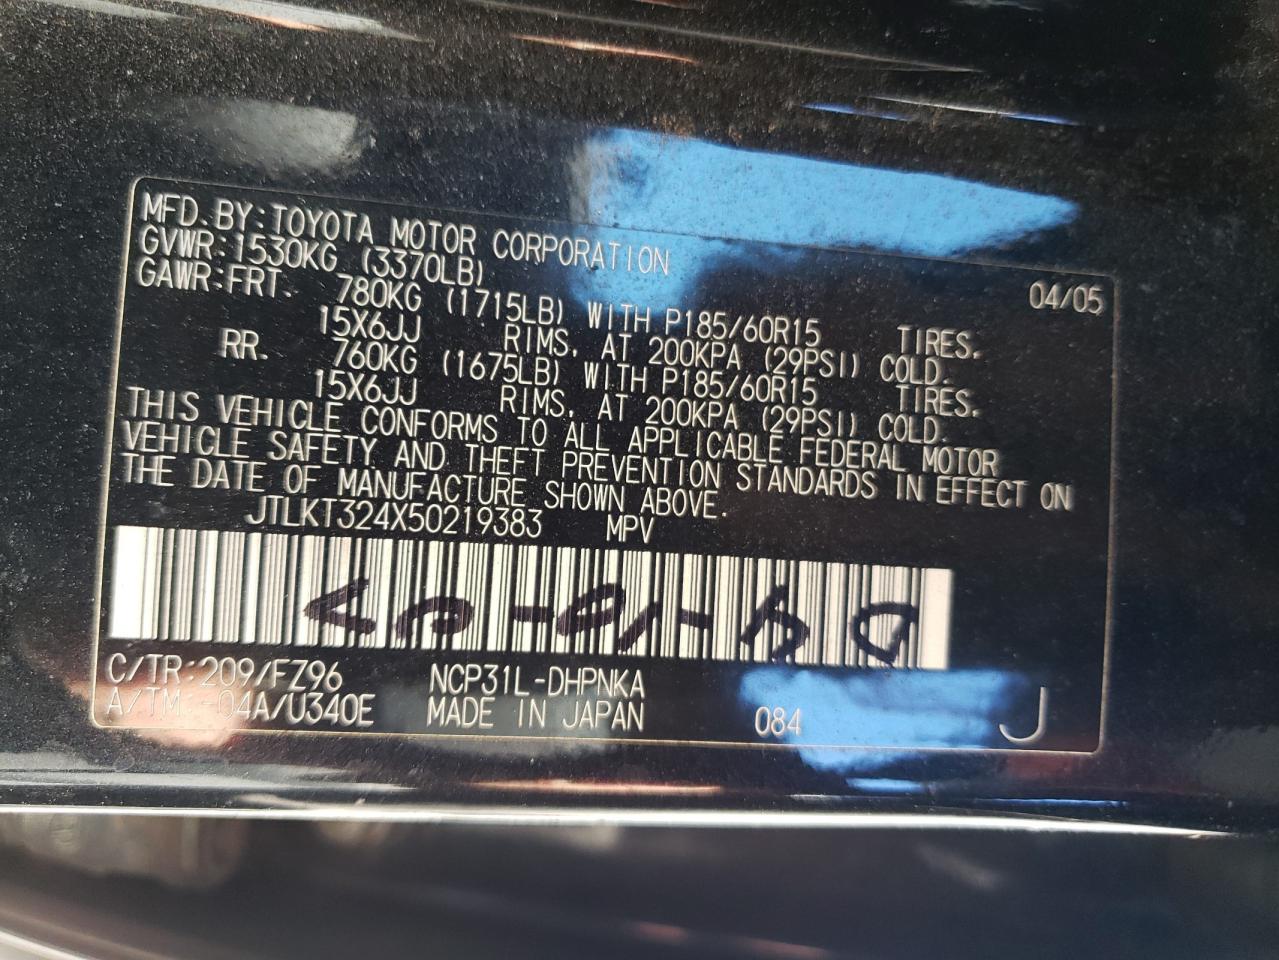 MFD. BY: TOYOTA MOTOR CORPORATION 04/05
GVWR: 1530KG (3370LB)
GAWR: FRT. 780KG (1715LB) WITH P185/60R15 TIRES.
15X6JJ RIMS, AT 200KPA (29PSI) COLD.
RR. 760KG (1675LB) WITH P185/60R15 TIRES.
15X6JJ RIMS, AT 200KPA (29PSI) COLD.
THIS VEHICLE CONFORMS TO ALL APPLICABLE FEDERAL MOTOR
VEHICLE SAFETY AND THEFT PREVENTION STANDARDS IN EFFECT ON
THE DATE OF MANUFACTURE SHOWN ABOVE.
JTLKT324X50219383 MPV
C/TR: 209/FZ96 NCP31L-DHPNKA
A/TM: -04A/U340E MADE IN JAPAN 084 J